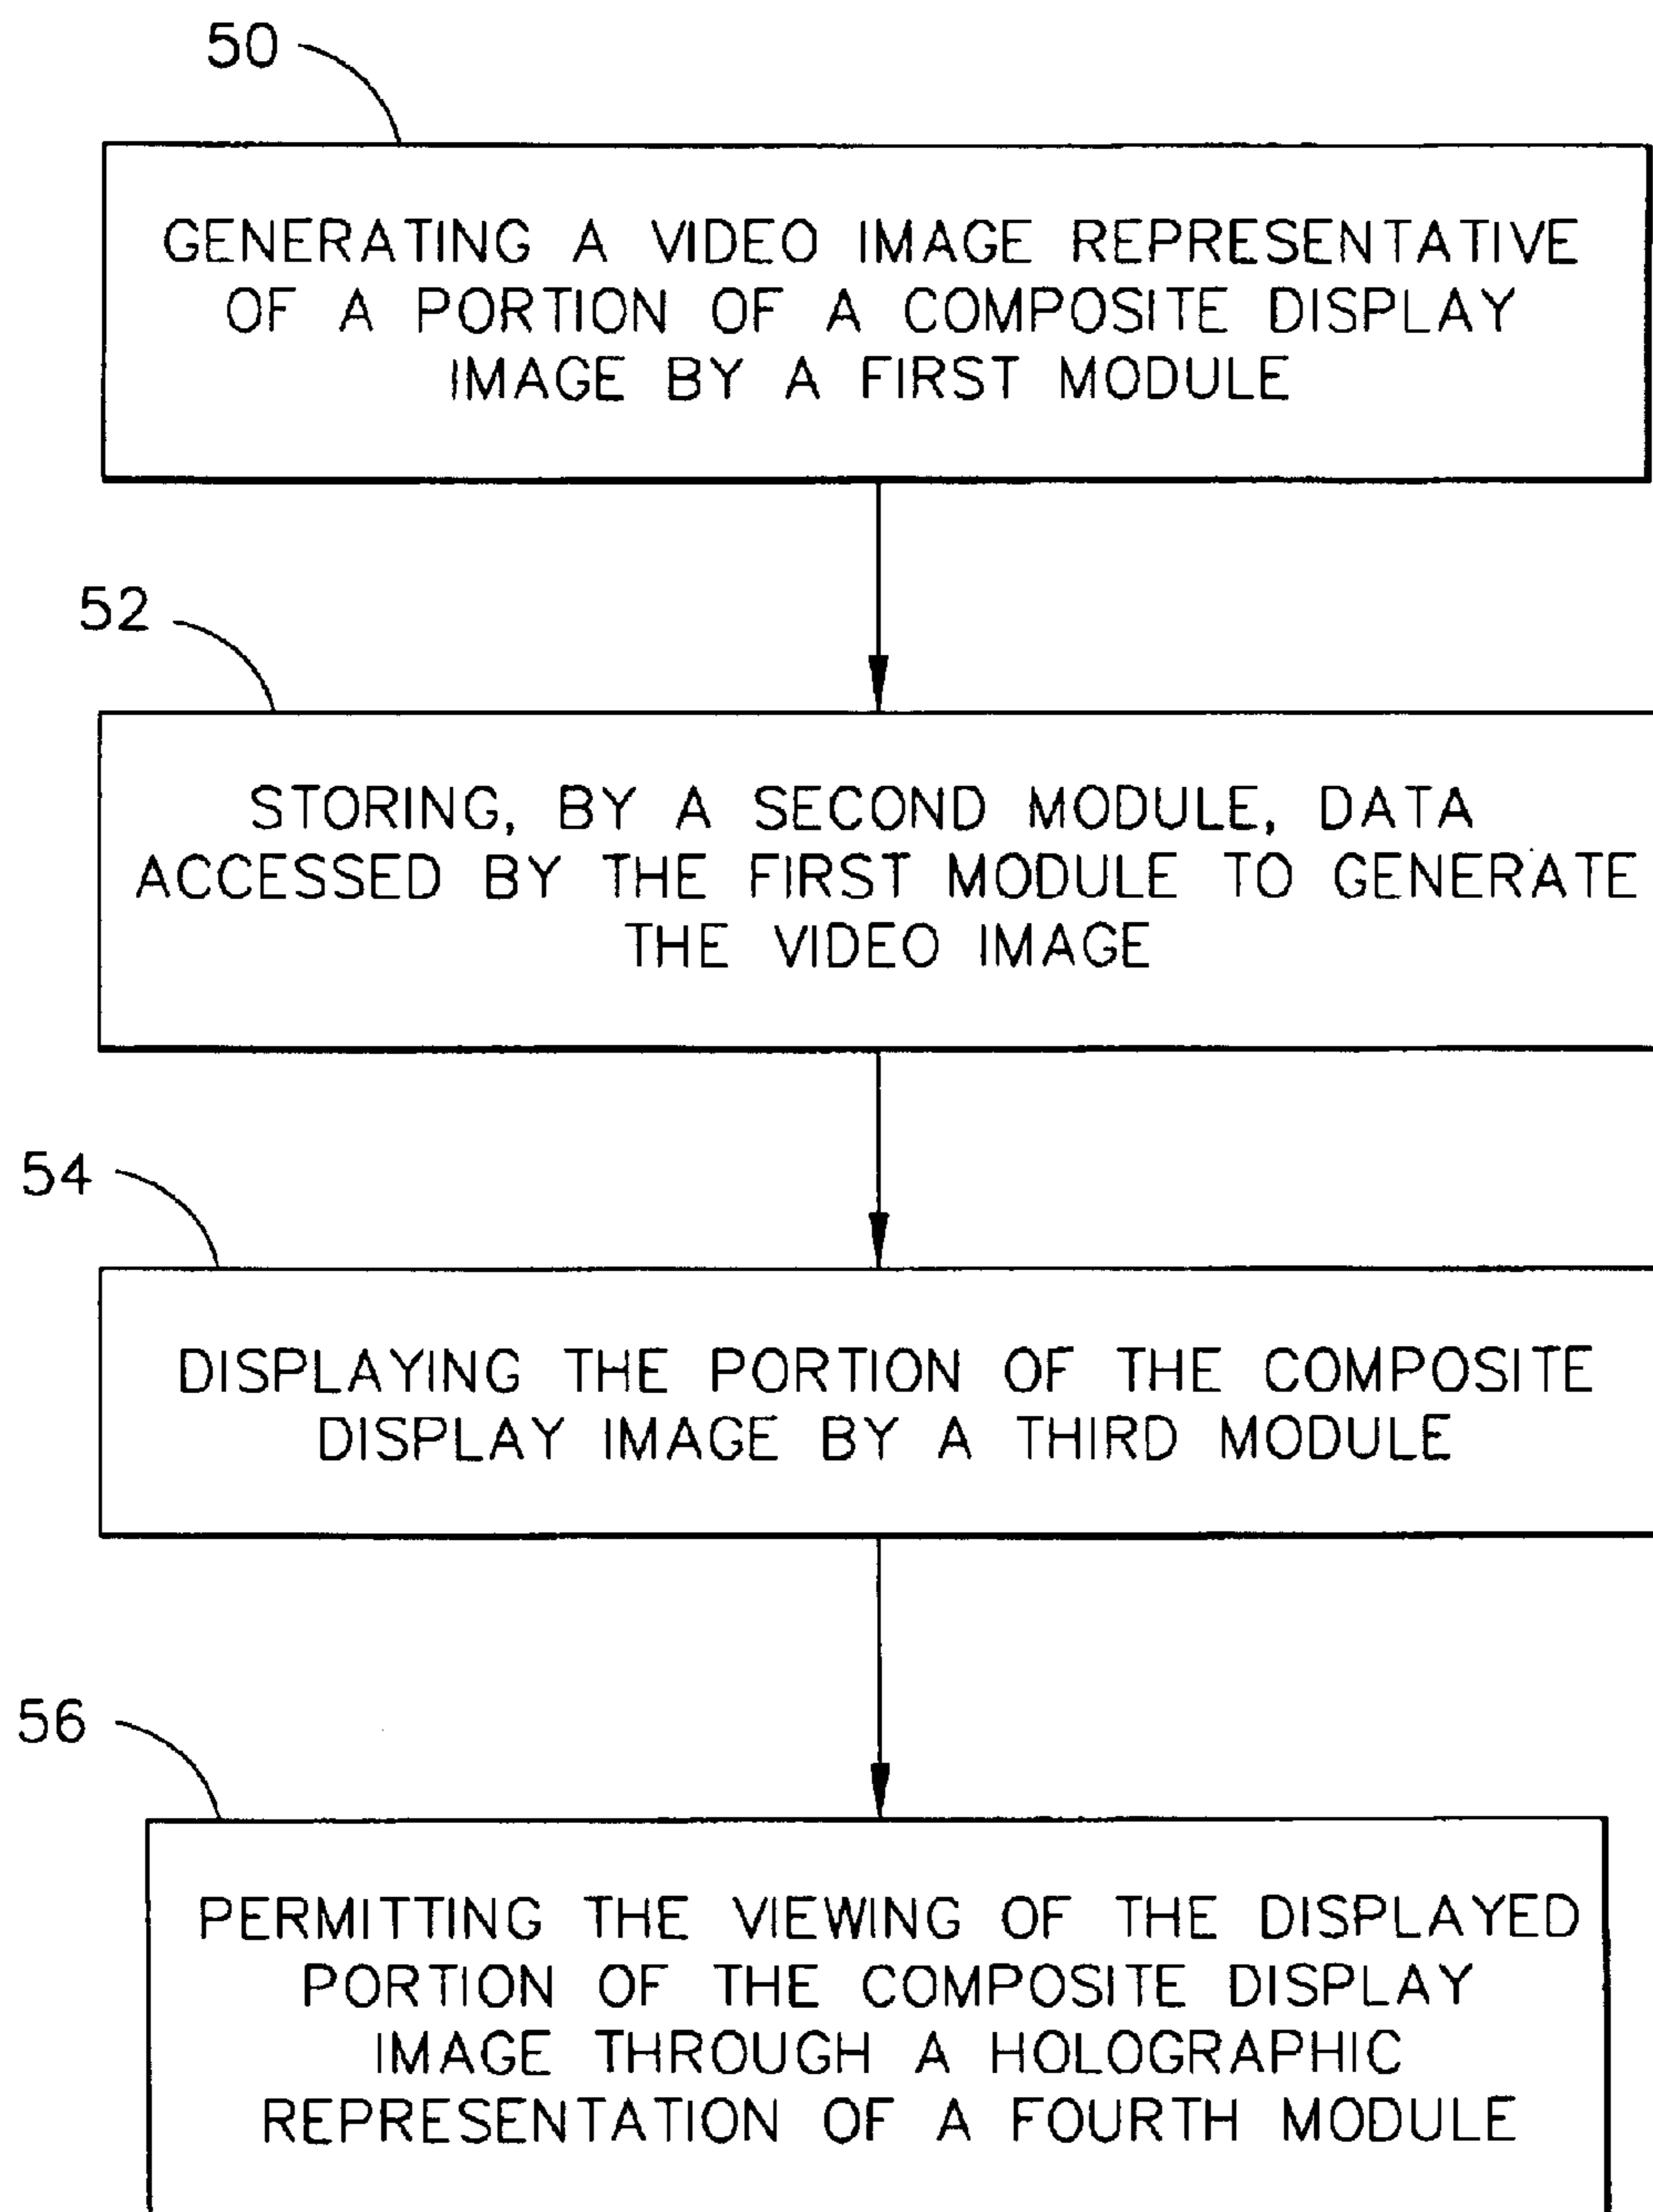 50
GENERATING A VIDEO IMAGE REPRESENTATIVE
OF A PORTION OF A COMPOSITE DISPLAY
IMAGE BY A FIRST MODULE
52
STORING, BY A SECOND MODULE, DATA
ACCESSED BY THE FIRST MODULE TO GENERATE
THE VIDEO IMAGE
54
DISPLAYING THE PORTION OF THE COMPOSITE
DISPLAY IMAGE BY A THIRD MODULE
56
PERMITTING THE VIEWING OF THE DISPLAYED
PORTION OF THE COMPOSITE DISPLAY
IMAGE THROUGH A HOLOGRAPHIC
REPRESENTATION OF A FOURTH MODULE